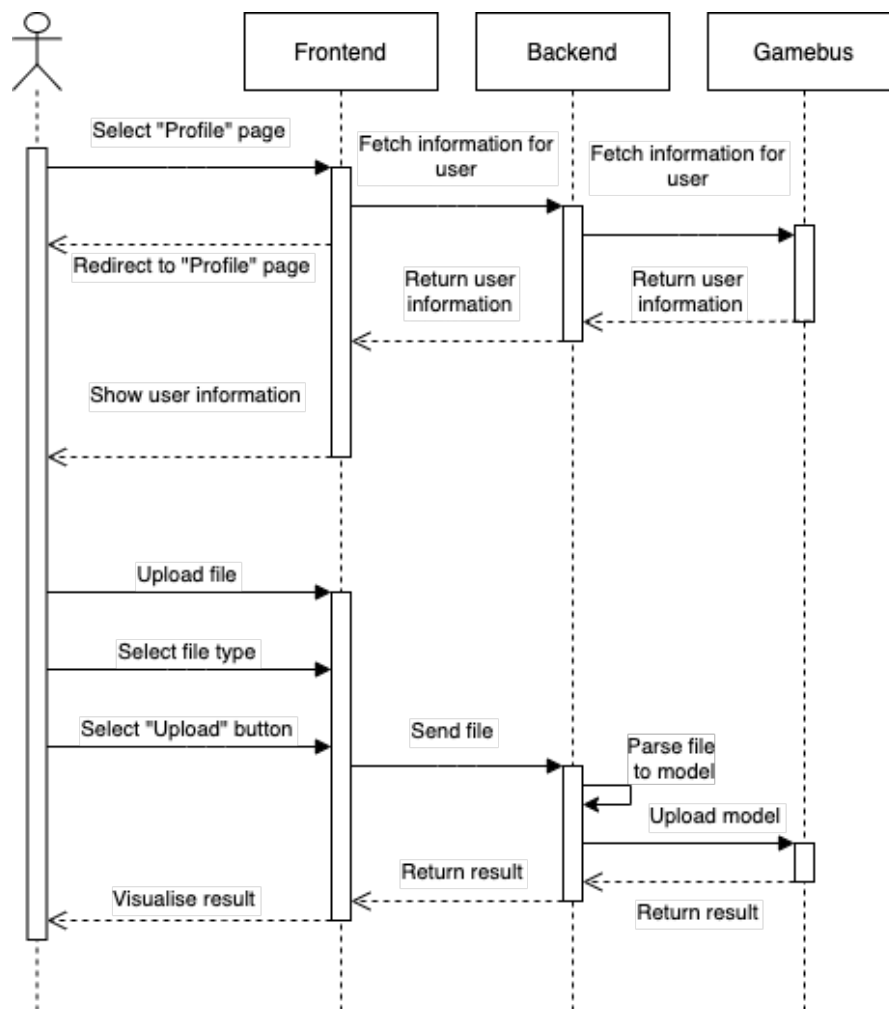 Frontend
Backend
Gamebus
Select "Profile" page
Fetch information for
user
Fetch information for
user
Redirect to "Profile" page
Return user
information
Return user
information
Show user information
Upload file
Select file type
Select "Upload" button
Send file
Parse file
to model
Upload model
Return result
Visualise result
Return result